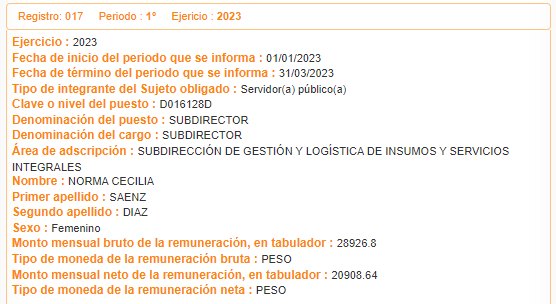 Registro: 017 Periodo : 1º Ejericio : 2023
Ejercicio : 2023
Fecha de inicio del periodo que se informa : 01/01/2023
Fecha de término del periodo que se informa : 31/03/2023
Tipo de integrante del Sujeto obligado : Servidor(a) público(a)
Clave o nivel del puesto : D016128D
Denominación del puesto : SUBDIRECTOR
Denominación del cargo : SUBDIRECTOR
Área de adscripción : SUBDIRECCIÓN DE GESTIÓN Y LOGÍSTICA DE INSUMOS Y SERVICIOS
INTEGRALES
Nombre : NORMA CECILIA
Primer apellido : SAENZ
Segundo apellido : DIAZ
Sexo : Femenino
Monto mensual bruto de la remuneración, en tabulador : 28926.8
Tipo de moneda de la remuneración bruta : PESO
Monto mensual neto de la remuneración, en tabulador : 20908.64
Tipo de moneda de la remuneración neta : PESO